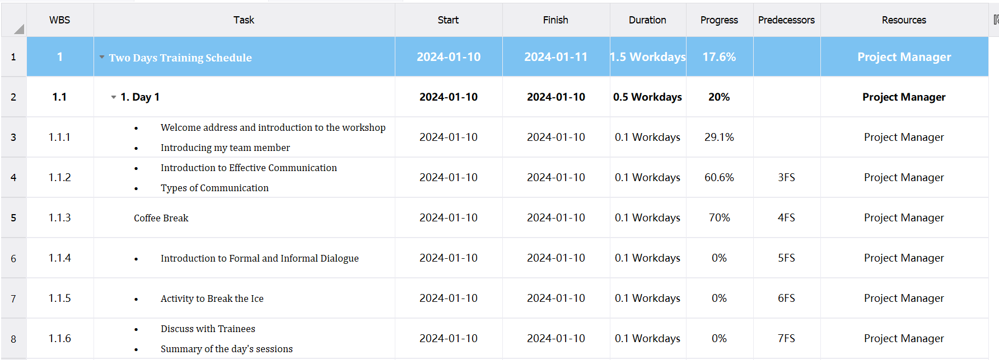 WBS Task Start Finish Duration Progress Predecessors Resources
1 1 Two Days Training Schedule 2024-01-10 2024-01-11 1.5 Workdays 17.6% Project Manager
2 1.1 1. Day 1 2024-01-10 2024-01-10 0.5 Workdays 20% Project Manager
3 1.1.1 • Welcome address and introduction to the workshop 2024-01-10 2024-01-10 0.1 Workdays 29.1% Project Manager
• Introducing my team member
4 1.1.2 • Introduction to Effective Communication 2024-01-10 2024-01-10 0.1 Workdays 60.6% 3FS Project Manager
• Types of Communication
5 1.1.3 Coffee Break 2024-01-10 2024-01-10 0.1 Workdays 70% 4FS Project Manager
6 1.1.4 • Introduction to Formal and Informal Dialogue 2024-01-10 2024-01-10 0.1 Workdays 0% 5FS Project Manager
7 1.1.5 • Activity to Break the Ice 2024-01-10 2024-01-10 0.1 Workdays 0% 6FS Project Manager
8 1.1.6 • Discuss with Trainees 2024-01-10 2024-01-10 0.1 Workdays 0% 7FS Project Manager
• Summary of the day's sessions